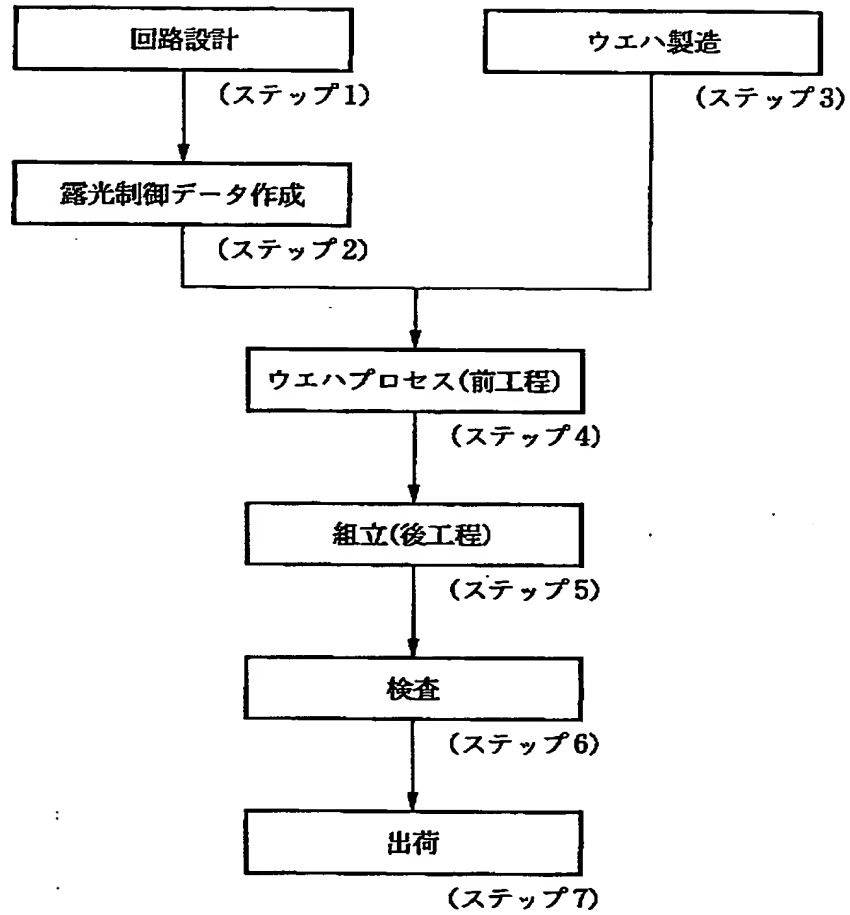 回路設計
(ステップ1)
ウエハ製造
(ステップ3)
露光制御データ作成
(ステップ2)
ウエハプロセス(前工程)
(ステップ4)
組立(後工程)
(ステップ5)
検査
(ステップ6)
出荷
(ステップ7)